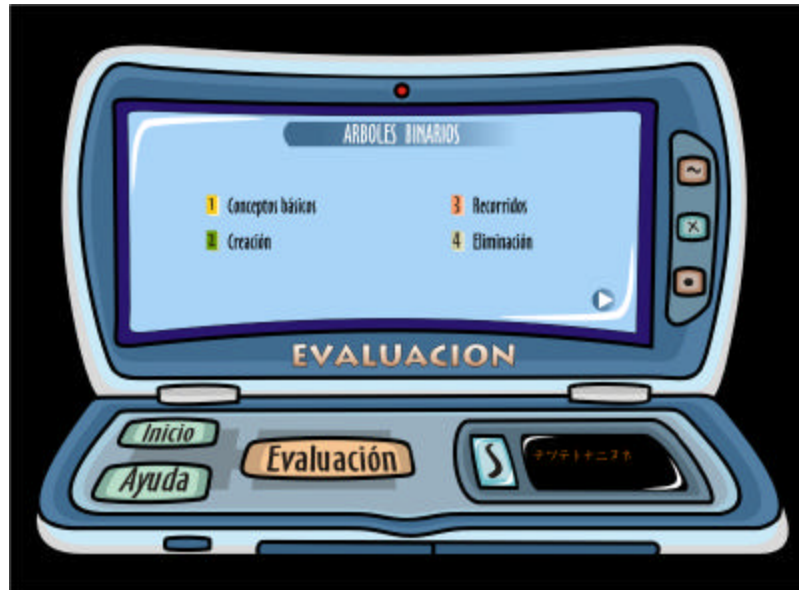 ARBOLES BINARIOS
1 Conceptos básicos
2 Creación
3 Recorridos
4 Eliminación
EVALUACION
Inicio
Evaluación
Ayuda
S